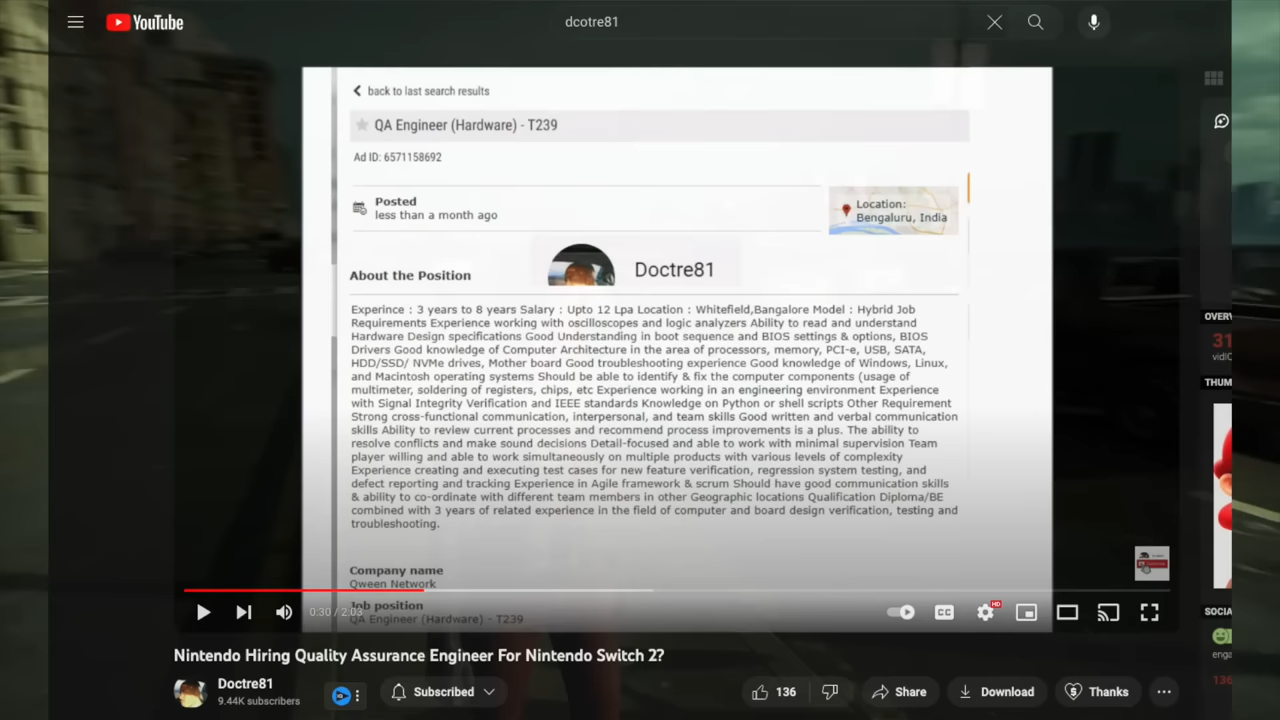 YouTube
dcotre81
back to last search results
QA Engineer (Hardware) - T239
Ad ID: 6571158692
Posted
less than a month ago
Location:
Bengaluru, India
About the Position
Doctre81
Experince : 3 years to 8 years Salary : Upto 12 Lpa Location : Whitefield,Bangalore Model : Hybrid Job
Requirements Experience working with oscilloscopes and logic analyzers Ability to read and understand
Hardware Design specifications Good Understanding in boot sequence and BIOS settings & options, BIOS
Drivers Good knowledge of Computer Architecture in the area of processors, memory, PCI-e, USB, SATA,
HDD/SSD/ NVMe drives, Mother board Good troubleshooting experience Good knowledge of Windows, Linux,
and Macintosh operating systems Should be able to identify & fix the computer components (usage of
multimeter, soldering of registers, chips, etc Experience working in an engineering environment Experience
with Signal Integrity Verification and IEEE standards Knowledge on Python or shell scripts Other Requirement
Strong cross-functional communication, interpersonal, and team skills Good written and verbal communication
skills Ability to review current processes and recommend process improvements is a plus. The ability to
resolve conflicts and make sound decisions Detail-focused and able to work with minimal supervision Team
player willing and able to work simultaneously on multiple products with various levels of complexity
Experience creating and executing test cases for new feature verification, regression system testing, and
defect reporting and tracking Experience in Agile framework & scrum Should have good communication skills
& ability to co-ordinate with different team members in other Geographic locations Qualification Diploma/BE
combined with 3 years of related experience in the field of computer and board design verification, testing and
troubleshooting.
Company name
Qween Network
Job position
QA Engineer (Hardware) - T239
0:30 / 2:03
CC
HD
Nintendo Hiring Quality Assurance Engineer For Nintendo Switch 2?
Doctre81
9.44K subscribers
Subscribed
136
Share
Download
Thanks
OVERV
31
vidIC
THUM
SOCIA
enga
136